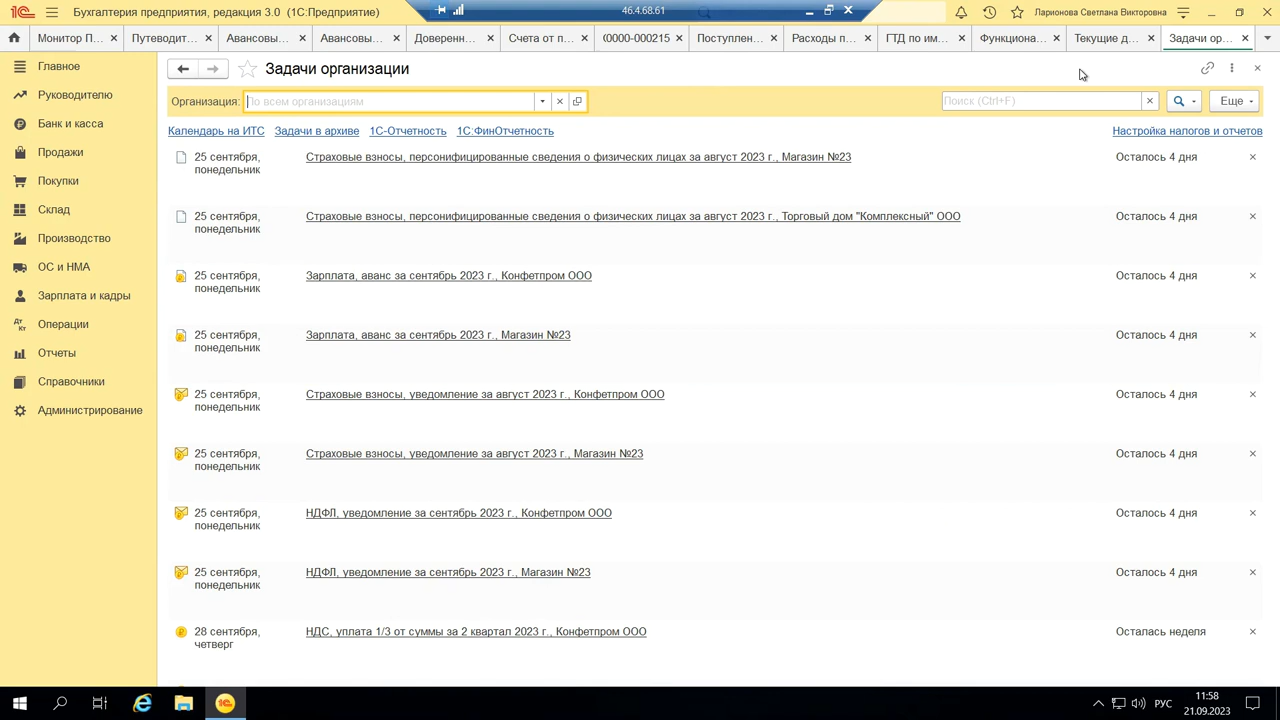 Бухгалтерия предприятия, редакция 3.0 (1С:Предприятие)
46.4.68.61
Ларионова Светлана Викторовна
Монитор П...
Путеводит...
Авансовы...
Авансовы...
Доверенн...
Счета от п...
(0000-000215
Поступлен...
Расходы п...
ГТД по им...
Функциона...
Текущие д...
Задачи ор...
Главное
Руководителю
Банк и касса
Продажи
Покупки
Склад
Производство
ОС и НМА
Зарплата и кадры
Операции
Отчеты
Справочники
Администрирование
Задачи организации
Организация:
По всем организациям
Поиск (Ctrl+F)
Еще
Календарь на ИТС
Задачи в архиве
1С-Отчетность
1С:ФинОтчетность
Настройка налогов и отчетов
25 сентября, понедельник
Страховые взносы, персонифицированные сведения о физических лицах за август 2023 г., Магазин №23
Осталось 4 дня
25 сентября, понедельник
Страховые взносы, персонифицированные сведения о физических лицах за август 2023 г., Торговый дом "Комплексный" ООО
Осталось 4 дня
25 сентября, понедельник
Зарплата, аванс за сентябрь 2023 г., Конфетпром ООО
Осталось 4 дня
25 сентября, понедельник
Зарплата, аванс за сентябрь 2023 г., Магазин №23
Осталось 4 дня
25 сентября, понедельник
Страховые взносы, уведомление за август 2023 г., Конфетпром ООО
Осталось 4 дня
25 сентября, понедельник
Страховые взносы, уведомление за август 2023 г., Магазин №23
Осталось 4 дня
25 сентября, понедельник
НДФЛ, уведомление за сентябрь 2023 г., Конфетпром ООО
Осталось 4 дня
25 сентября, понедельник
НДФЛ, уведомление за сентябрь 2023 г., Магазин №23
Осталось 4 дня
28 сентября, четверг
НДС, уплата 1/3 от суммы за 2 квартал 2023 г., Конфетпром ООО
Осталась неделя
РУС
11:58
21.09.2023